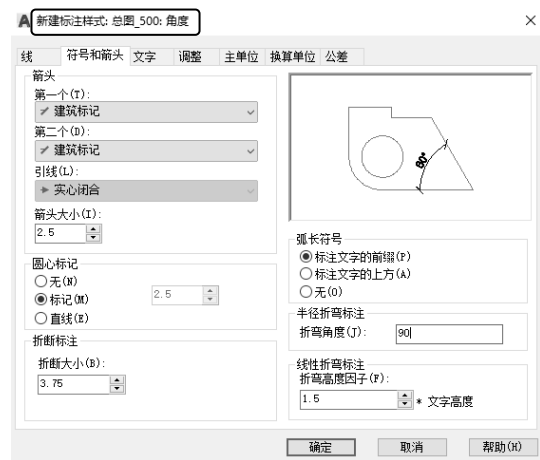 新建标注样式: 总图_500: 角度
线 符号和箭头 文字 调整 主单位 换算单位 公差
箭头
第一个(T):
建筑标记
第二个(D):
建筑标记
引线(L):
实心闭合
箭头大小(I):
2.5
圆心标记
无(N)
标记(M) 2.5
直线(E)
折断标注
折断大小(B):
3.75
60°
弧长符号
标注文字的前缀(P)
标注文字的上方(A)
无(O)
半径折弯标注
折弯角度(J): 90
线性折弯标注
折弯高度因子(F):
1.5 * 文字高度
确定 取消 帮助(H)